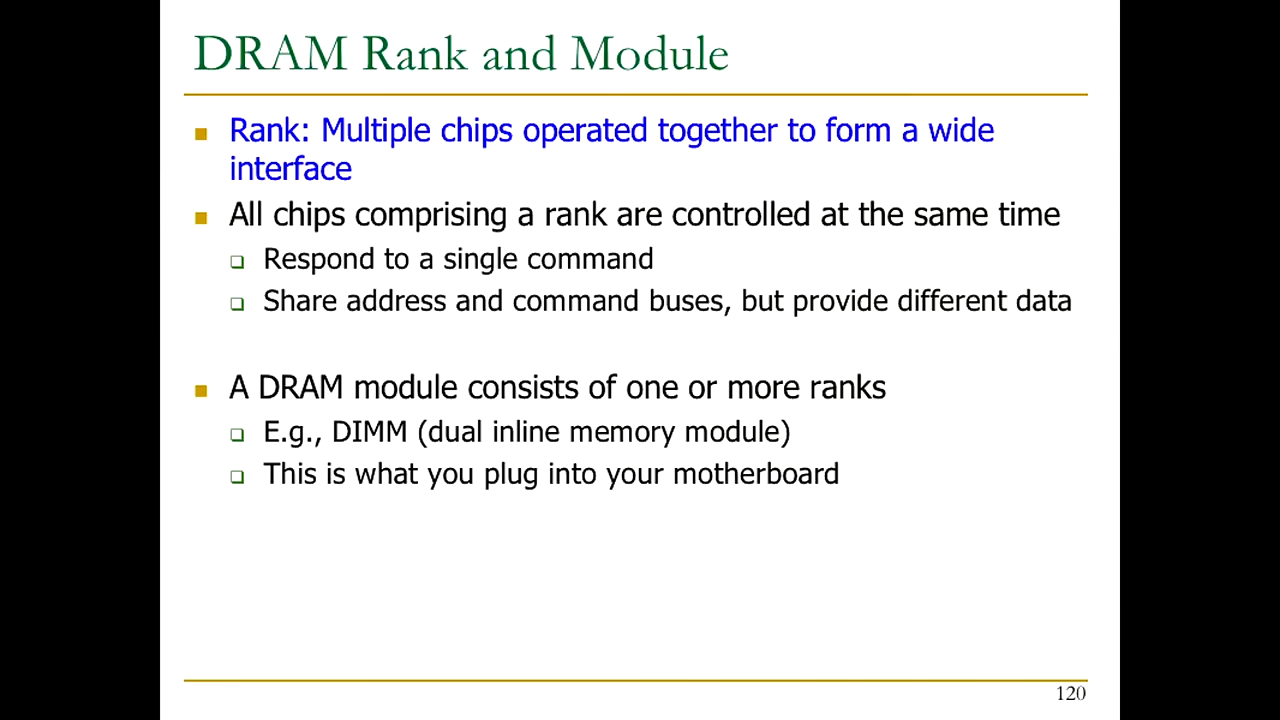 DRAM Rank and Module
Rank: Multiple chips operated together to form a wide
interface
All chips comprising a rank are controlled at the same time
Respond to a single command
Share address and command buses, but provide different data
A DRAM module consists of one or more ranks
E.g., DIMM (dual inline memory module)
This is what you plug into your motherboard
120